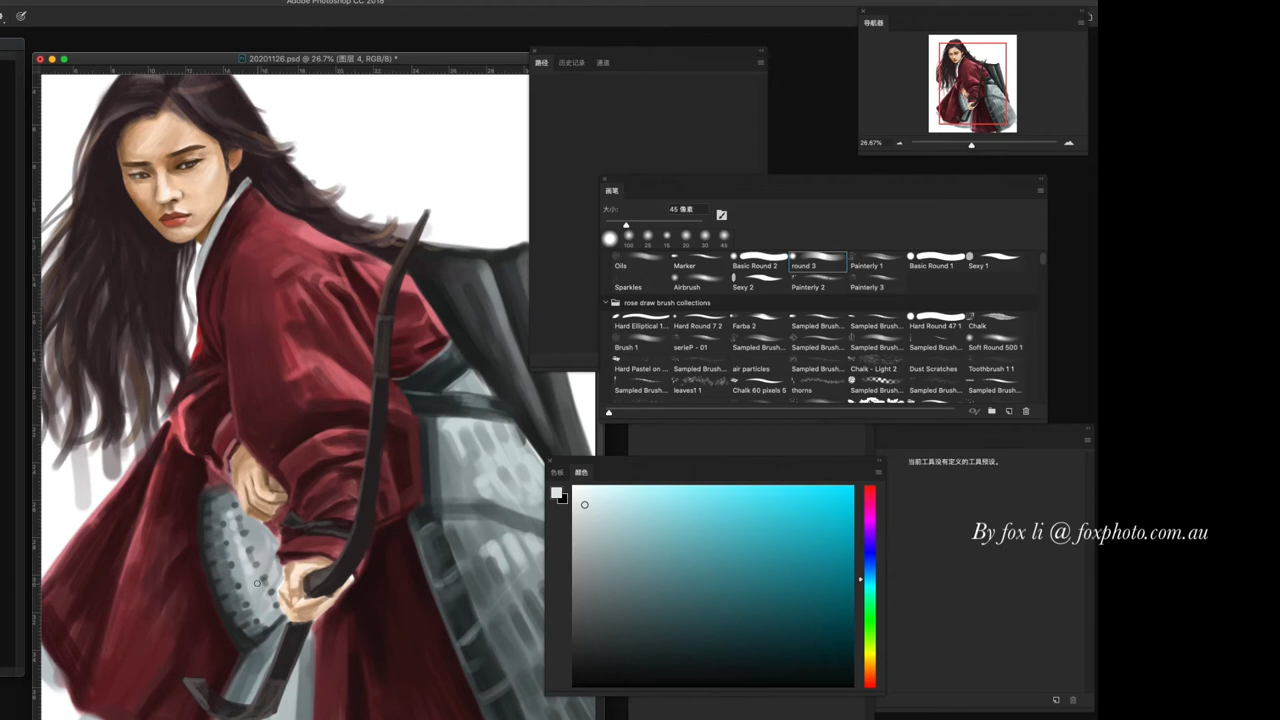 Adobe Photoshop CC 2018
20201126.psd @ 26.7% (图层 4, RGB/8) *
路径 历史记录 通道
导航器
26.67%
画笔
大小: 45 像素
100 25 15 20 30 45
Oils Marker Basic Round 2 round 3 Painterly 1 Basic Round 1 Sexy 1
Sparkles Airbrush Sexy 2 Painterly 2 Painterly 3
rose draw brush collections
Hard Elliptical 1... Hard Round 7 2 Farba 2 Sampled Brush... Sampled Brush... Hard Round 47 1 Chalk
Brush 1 serieP - 01 Sampled Brush... Sampled Brush... Sampled Brush... Sampled Brush... Soft Round 500 1
Hard Pastel on ... Sampled Brush... air particles Sampled Brush... Chalk - Light 2 Dust Scratches Toothbrush 1 1
Sampled Brush... leaves1 1 Chalk 60 pixels 5 thorns Sampled Brush... Sampled Brush... Sampled Brush...
色板 颜色
当前工具没有定义的工具预设。
By fox li @ foxphoto.com.au